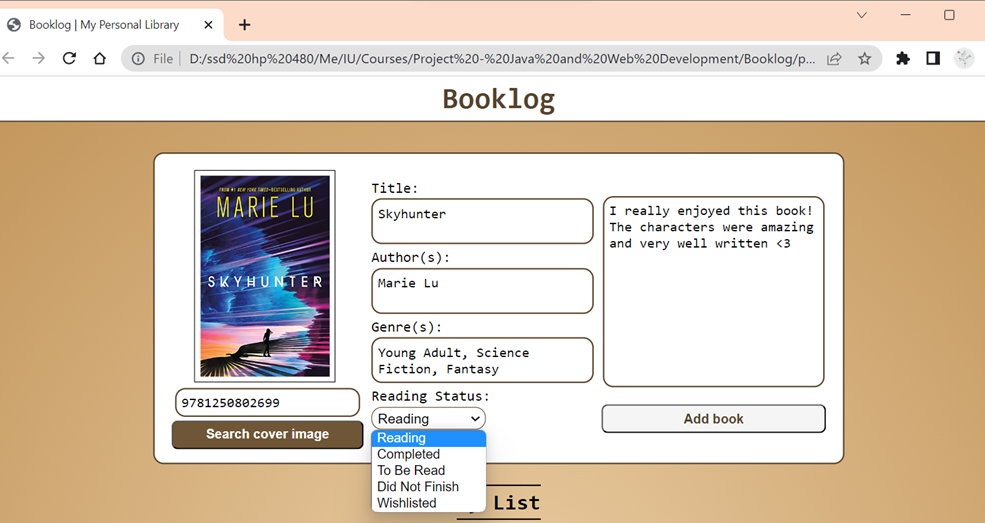 Booklog | My Personal Library
File
D:/ssd%20hp%20480/Me/IU/Courses/Project%20-%20Java%20and%20Web%20Development/Booklog/p...
Booklog
FROM #1 NEW YORK TIMES-BESTSELLING AUTHOR
MARIE LU
SKYHUNTER
9781250802699
Search cover image
Title:
Skyhunter
Author(s):
Marie Lu
Genre(s):
Young Adult, Science
Fiction, Fantasy
Reading Status:
Reading
Reading
Completed
To Be Read
Did Not Finish
Wishlisted
I really enjoyed this book!
The characters were amazing
and very well written <3
Add book
List